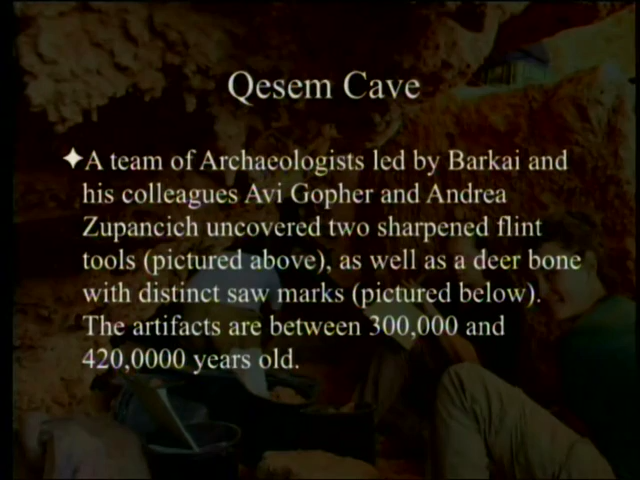 Qesem Cave
✦A team of Archaeologists led by Barkai and
his colleagues Avi Gopher and Andrea
Zupancich uncovered two sharpened flint
tools (pictured above), as well as a deer bone
with distinct saw marks (pictured below).
The artifacts are between 300,000 and
420,0000 years old.